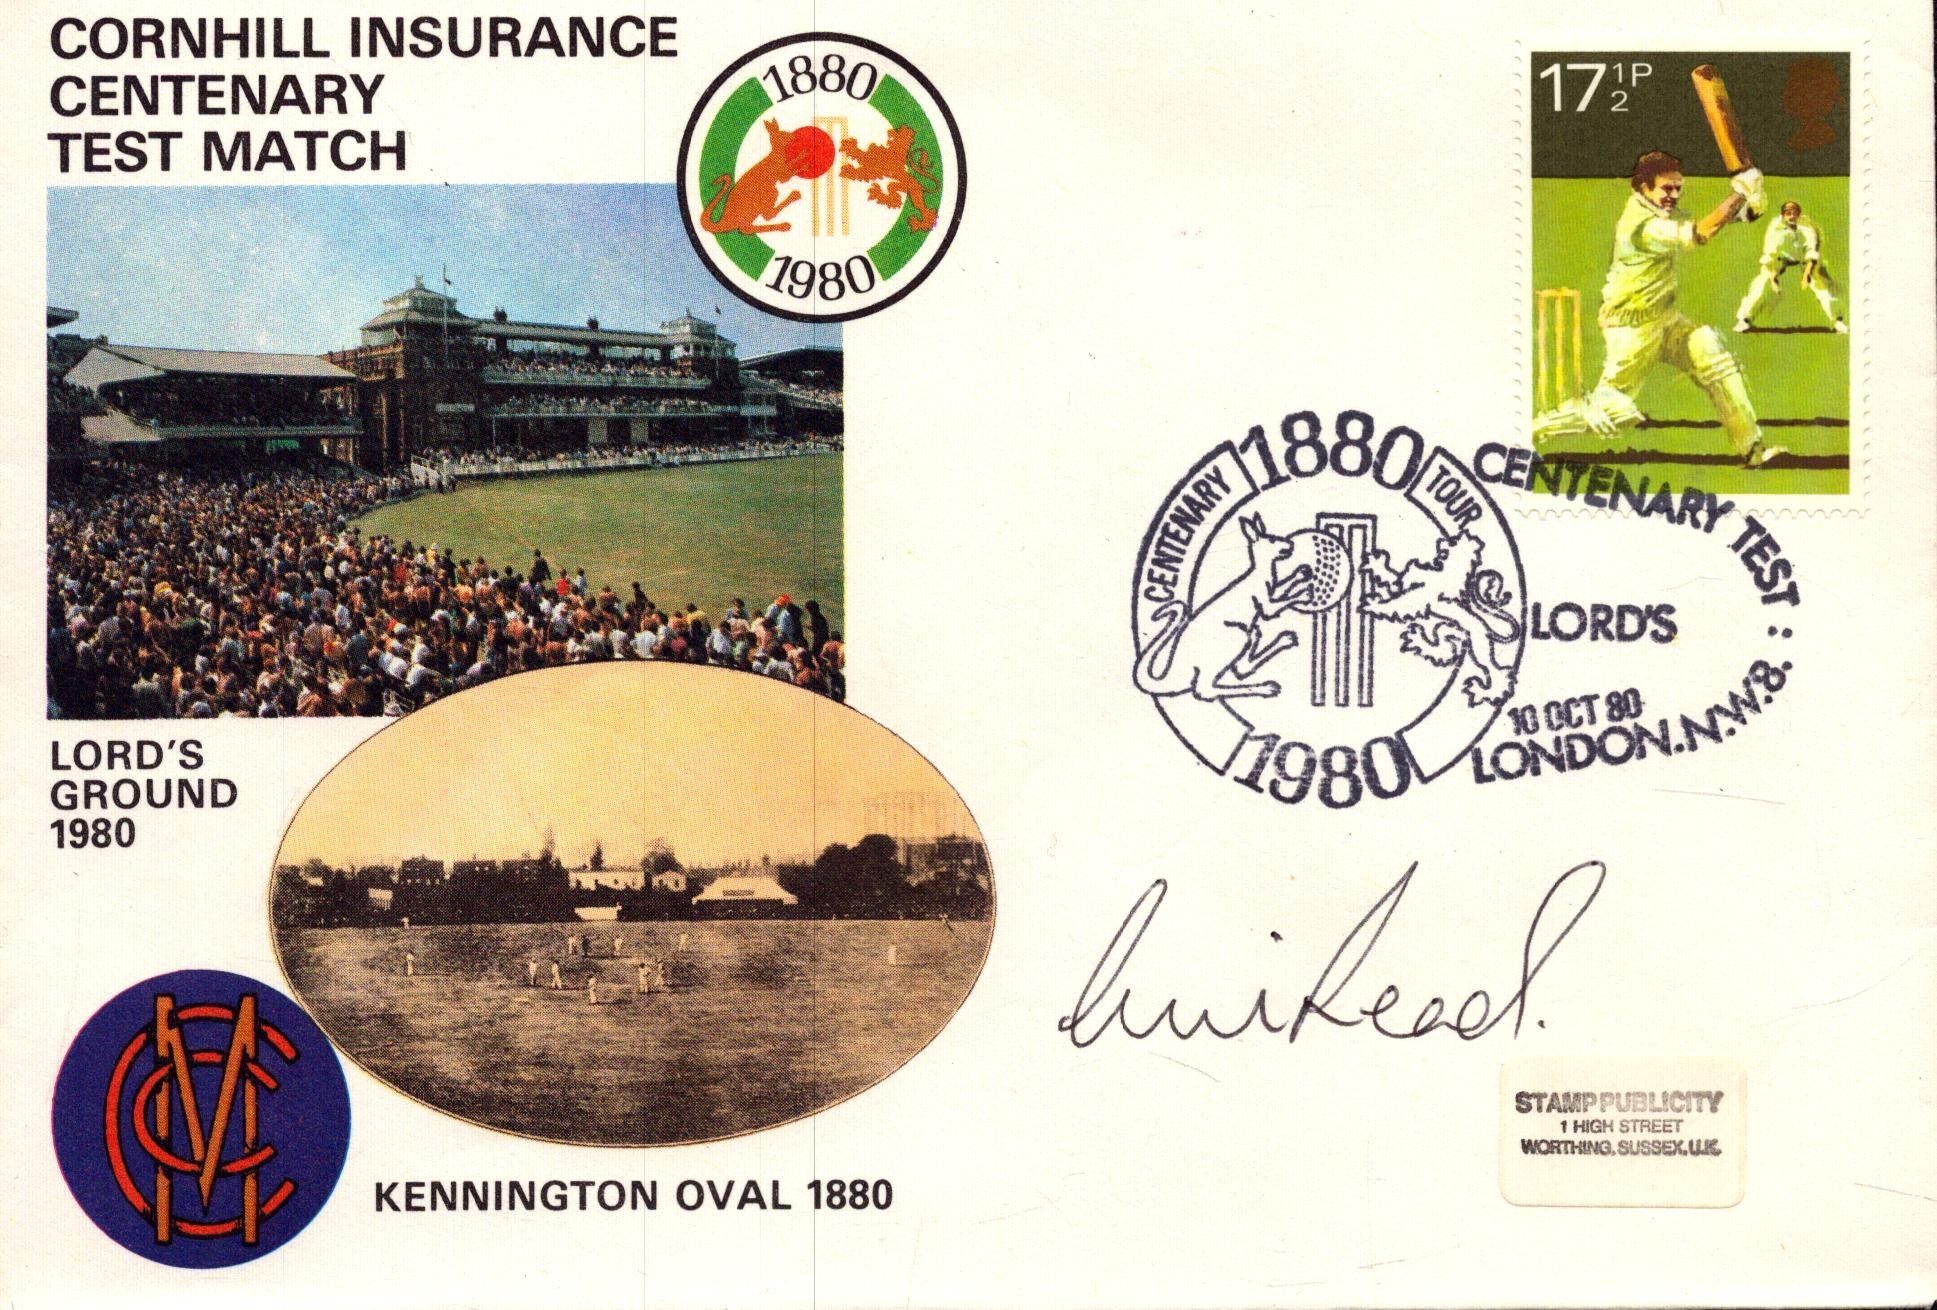 CORNHILL INSURANCE
CENTENARY
TEST MATCH
1880
1980
17½P
LORD'S
GROUND
1980
CENTENARY
1880
TOUR
1980
CENTENARY TEST:
LORD'S
10 OCT 80
LONDON.N.W.8.
MCC
KENNINGTON OVAL 1880
STAMP PUBLICITY
1 HIGH STREET
WORTHING, SUSSEX, U.K.